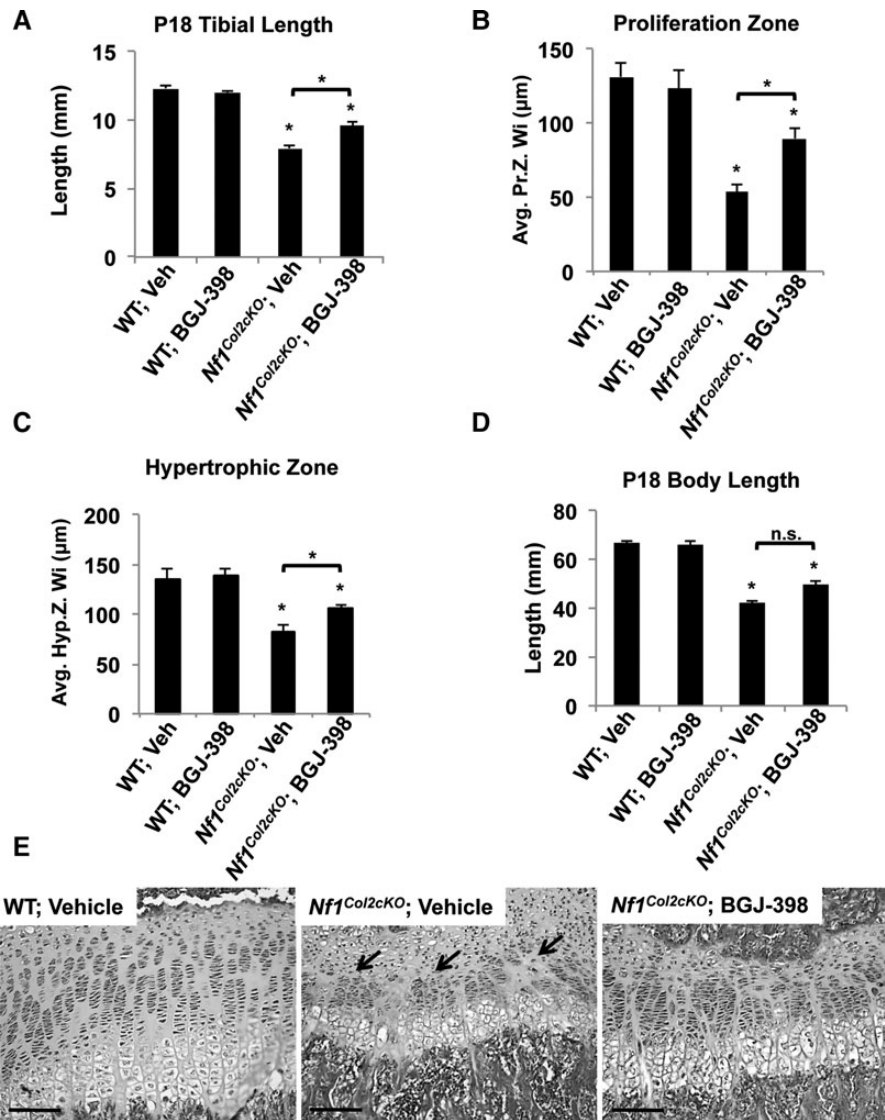 A
P18 Tibial Length
Length (mm)
15
10
5
0
*
*
*
WT; Veh
WT; BGJ-398
Nf1Col2cKO; Veh
Nf1Col2cKO; BGJ-398
B
Proliferation Zone
Avg. Pr.Z. Wi (µm)
150
100
50
0
*
*
*
WT; Veh
WT; BGJ-398
Nf1Col2cKO; Veh
Nf1Col2cKO; BGJ-398
C
Hypertrophic Zone
Avg. Hyp.Z. Wi (µm)
200
150
100
50
0
*
*
*
WT; Veh
WT; BGJ-398
Nf1Col2cKO; Veh
Nf1Col2cKO; BGJ-398
D
P18 Body Length
Length (mm)
80
60
40
20
0
n.s.
*
*
WT; Veh
WT; BGJ-398
Nf1Col2cKO; Veh
Nf1Col2cKO; BGJ-398
E
WT; Vehicle
Nf1Col2cKO; Vehicle
Nf1Col2cKO; BGJ-398